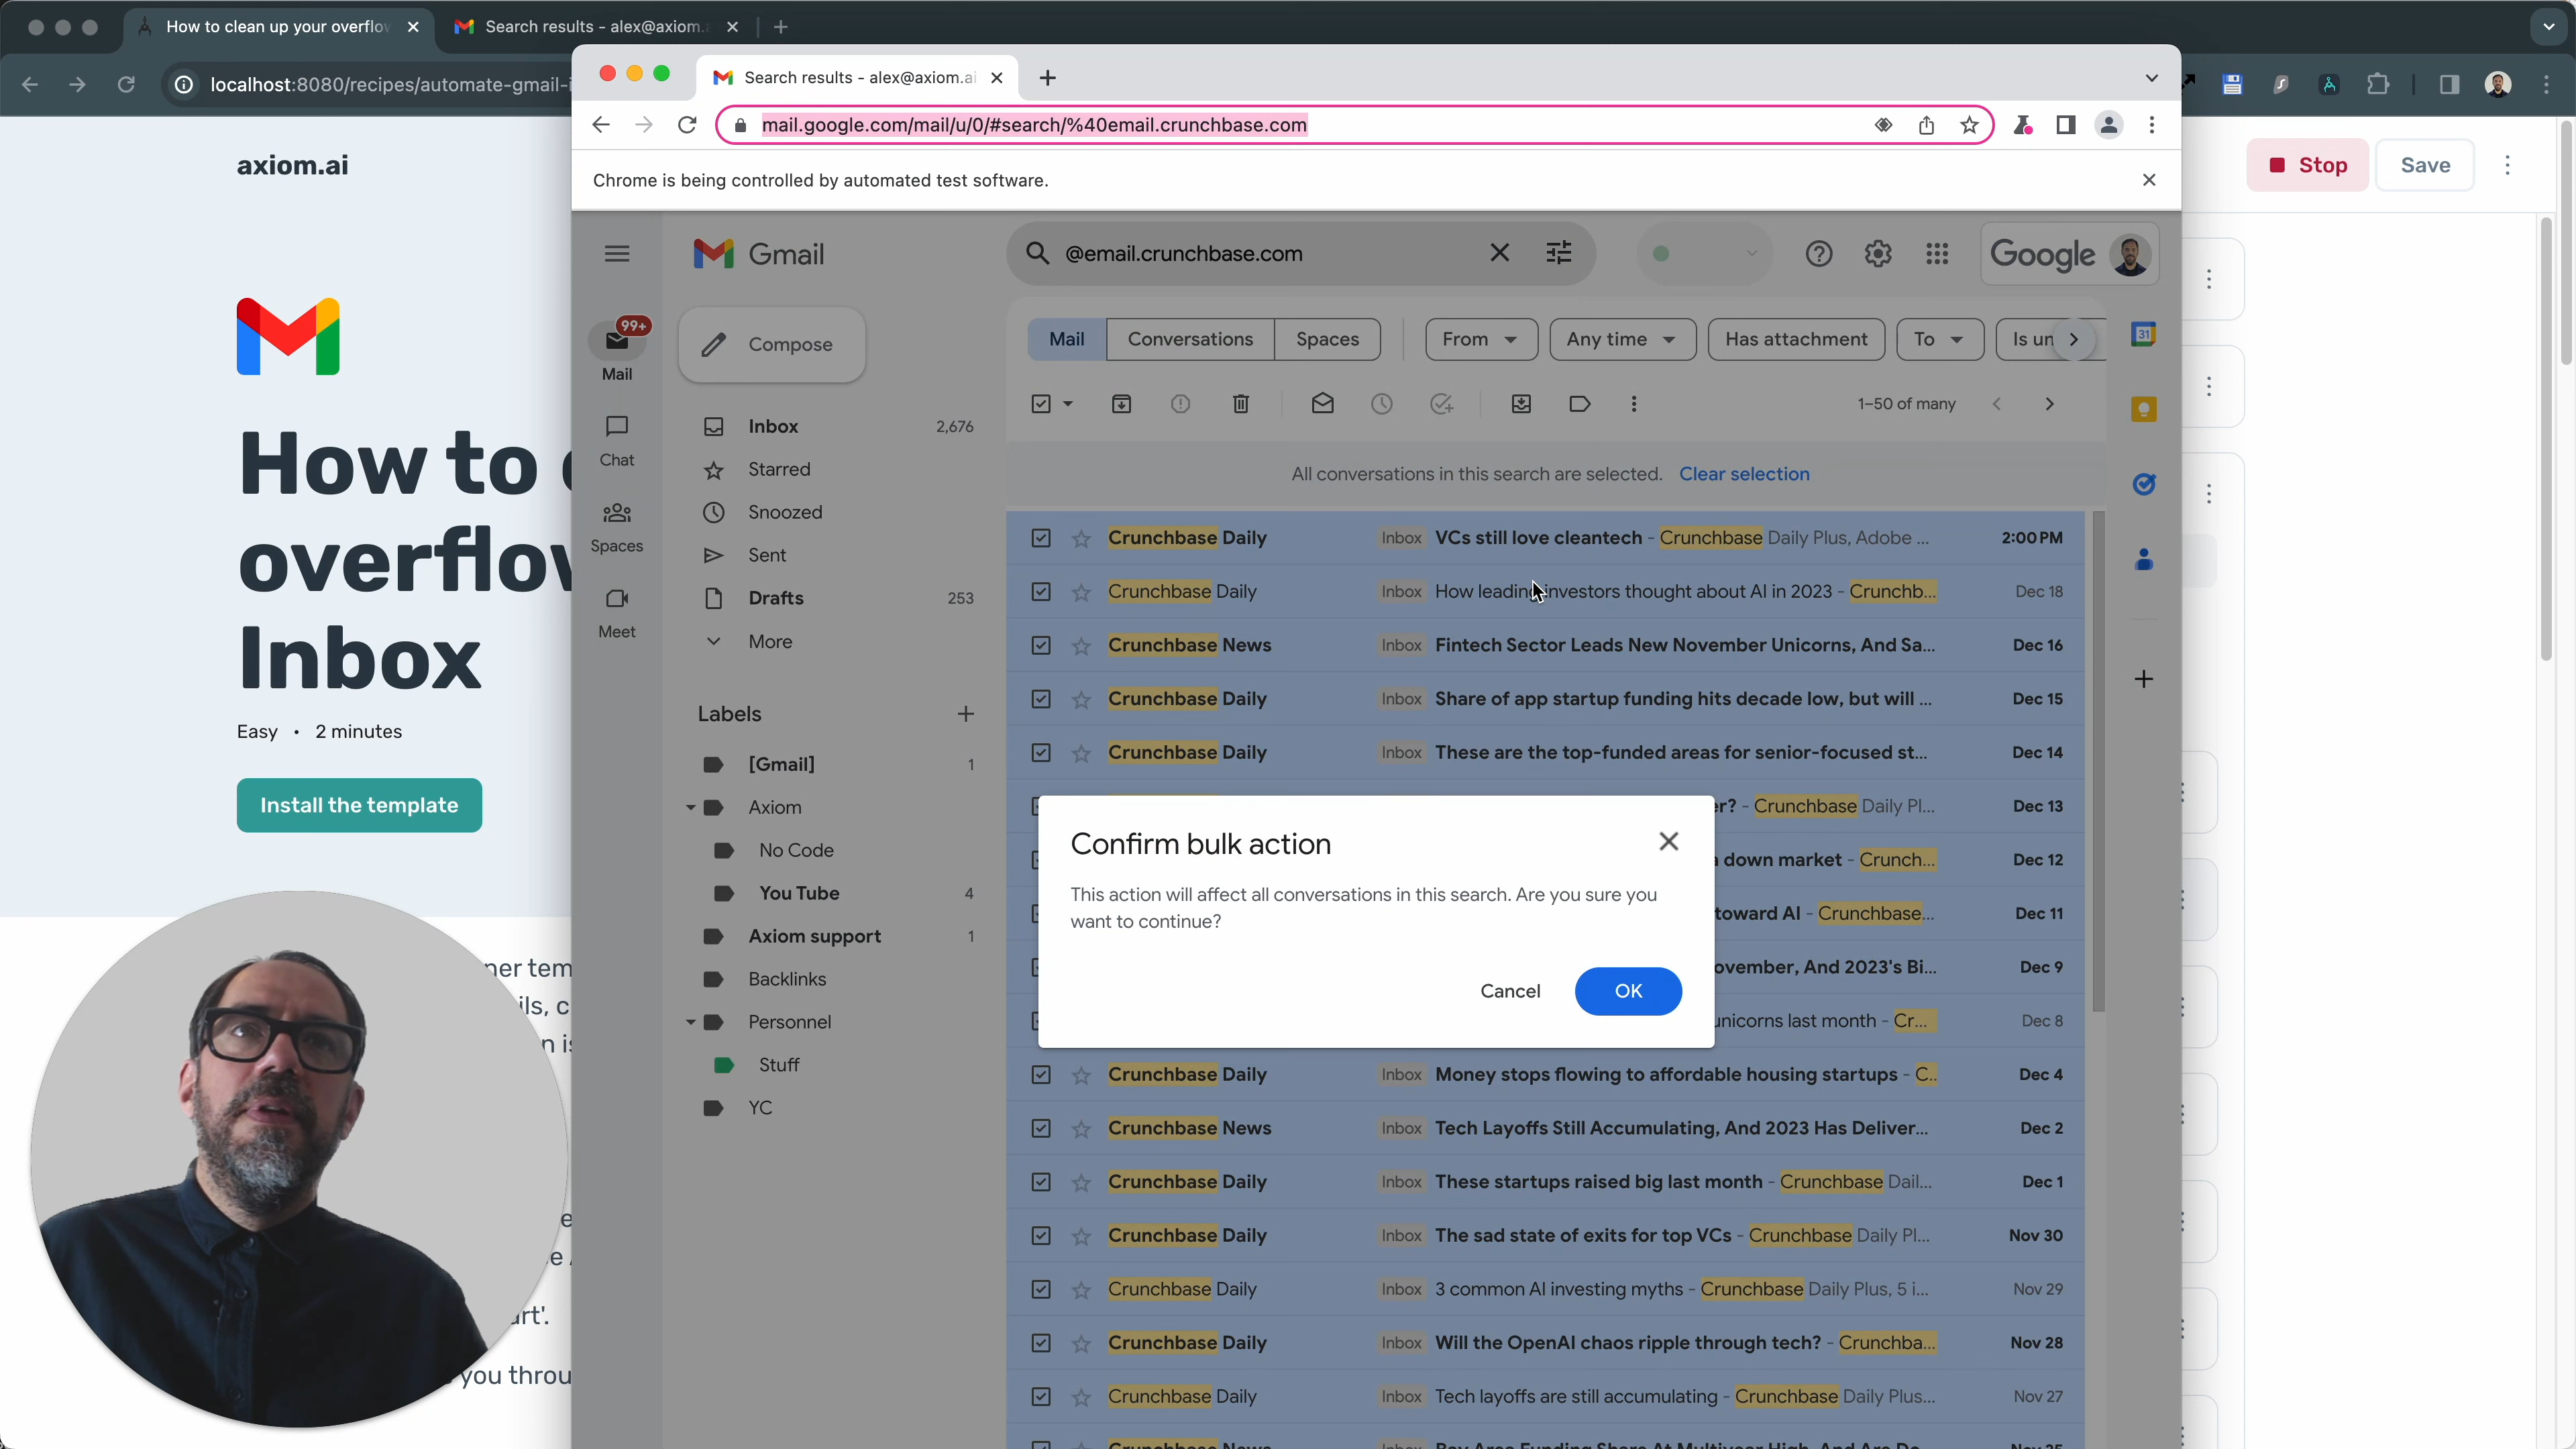 How to clean up your overflow
Search results - alex@axiom.
localhost:8080/recipes/automate-gmail-i
Search results - alex@axiom.ai
mail.google.com/mail/u/0/#search/%40email.crunchbase.com
Chrome is being controlled by automated test software.
axiom.ai
Stop
Save
Gmail
@email.crunchbase.com
Google
How to
overflow
Inbox
Easy • 2 minutes
Install the template
99+
Mail
Chat
Spaces
Meet
Compose
Inbox 2,676
Starred
Snoozed
Sent
Drafts 253
More
Labels
[Gmail] 1
Axiom
No Code
You Tube 4
Axiom support 1
Backlinks
Personnel
Stuff
YC
Mail Conversations Spaces From Any time Has attachment To Is un
1–50 of many
All conversations in this search are selected. Clear selection
Crunchbase Daily Inbox VCs still love cleantech - Crunchbase Daily Plus, Adobe ... 2:00 PM
Crunchbase Daily Inbox How leading investors thought about AI in 2023 - Crunchb... Dec 18
Crunchbase News Inbox Fintech Sector Leads New November Unicorns, And Sa... Dec 16
Crunchbase Daily Inbox Share of app startup funding hits decade low, but will ... Dec 15
Crunchbase Daily Inbox These are the top-funded areas for senior-focused st... Dec 14
er? - Crunchbase Daily Pl... Dec 13
down market - Crunch... Dec 12
toward AI - Crunchbase... Dec 11
ovember, And 2023's Bi... Dec 9
unicorns last month - Cr... Dec 8
Confirm bulk action
This action will affect all conversations in this search. Are you sure you
want to continue?
Cancel OK
Crunchbase Daily Inbox Money stops flowing to affordable housing startups - C.. Dec 4
Crunchbase News Inbox Tech Layoffs Still Accumulating, And 2023 Has Deliver... Dec 2
Crunchbase Daily Inbox These startups raised big last month - Crunchbase Dail... Dec 1
Crunchbase Daily Inbox The sad state of exits for top VCs - Crunchbase Daily Pl... Nov 30
Crunchbase Daily Inbox 3 common AI investing myths - Crunchbase Daily Plus, 5 i... Nov 29
Crunchbase Daily Inbox Will the OpenAI chaos ripple through tech? - Crunchba... Nov 28
Crunchbase Daily Inbox Tech layoffs are still accumulating - Crunchbase Daily Plus... Nov 27
ner tem
ils, c
n is
rt'.
you throu
31